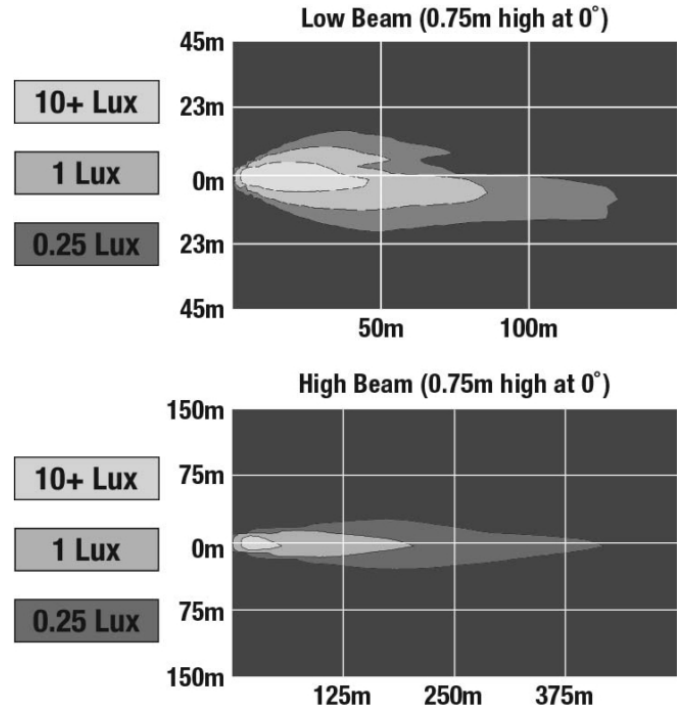 Low Beam (0.75m high at 0°)
45m
10+ Lux
23m
1 Lux
0m
0.25 Lux
23m
45m
50m 100m
High Beam (0.75m high at 0°)
150m
75m
10+ Lux
1 Lux
0m
0.25 Lux
75m
150m
125m 250m 375m